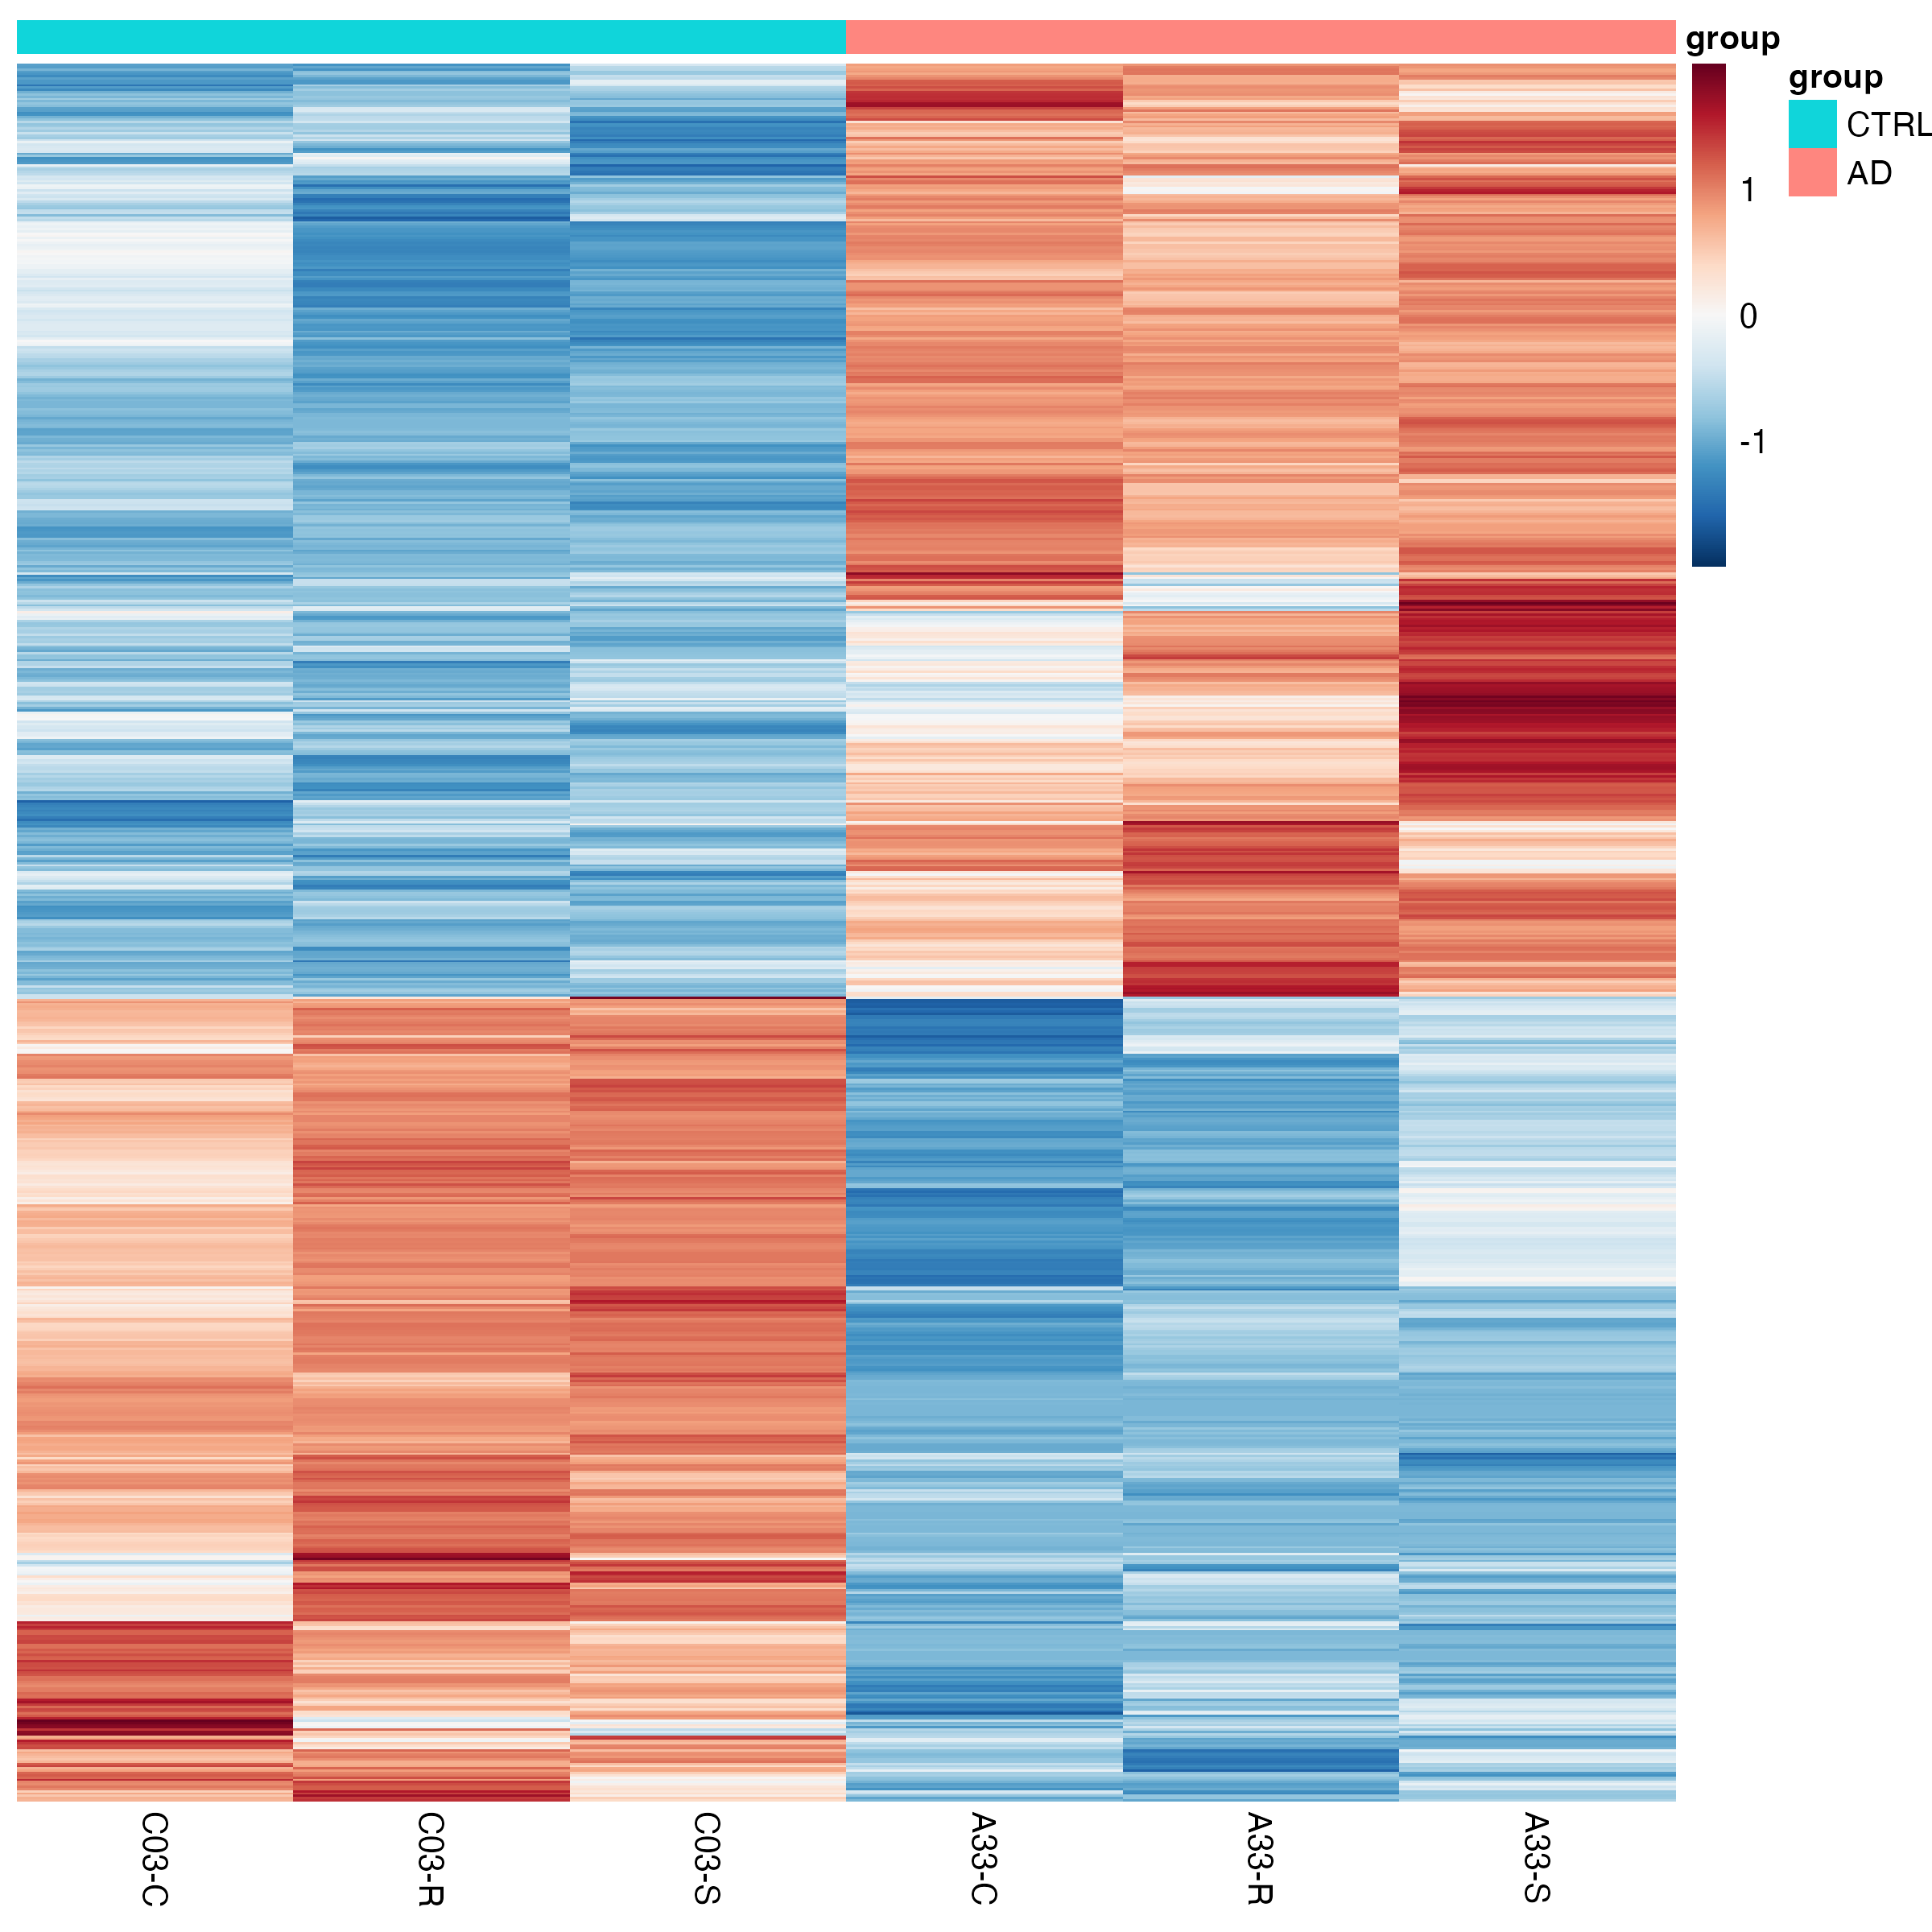 group
group
CTRL
AD
1
0
-1
C03-C
C03-R
C03-S
A33-C
A33-R
A33-S